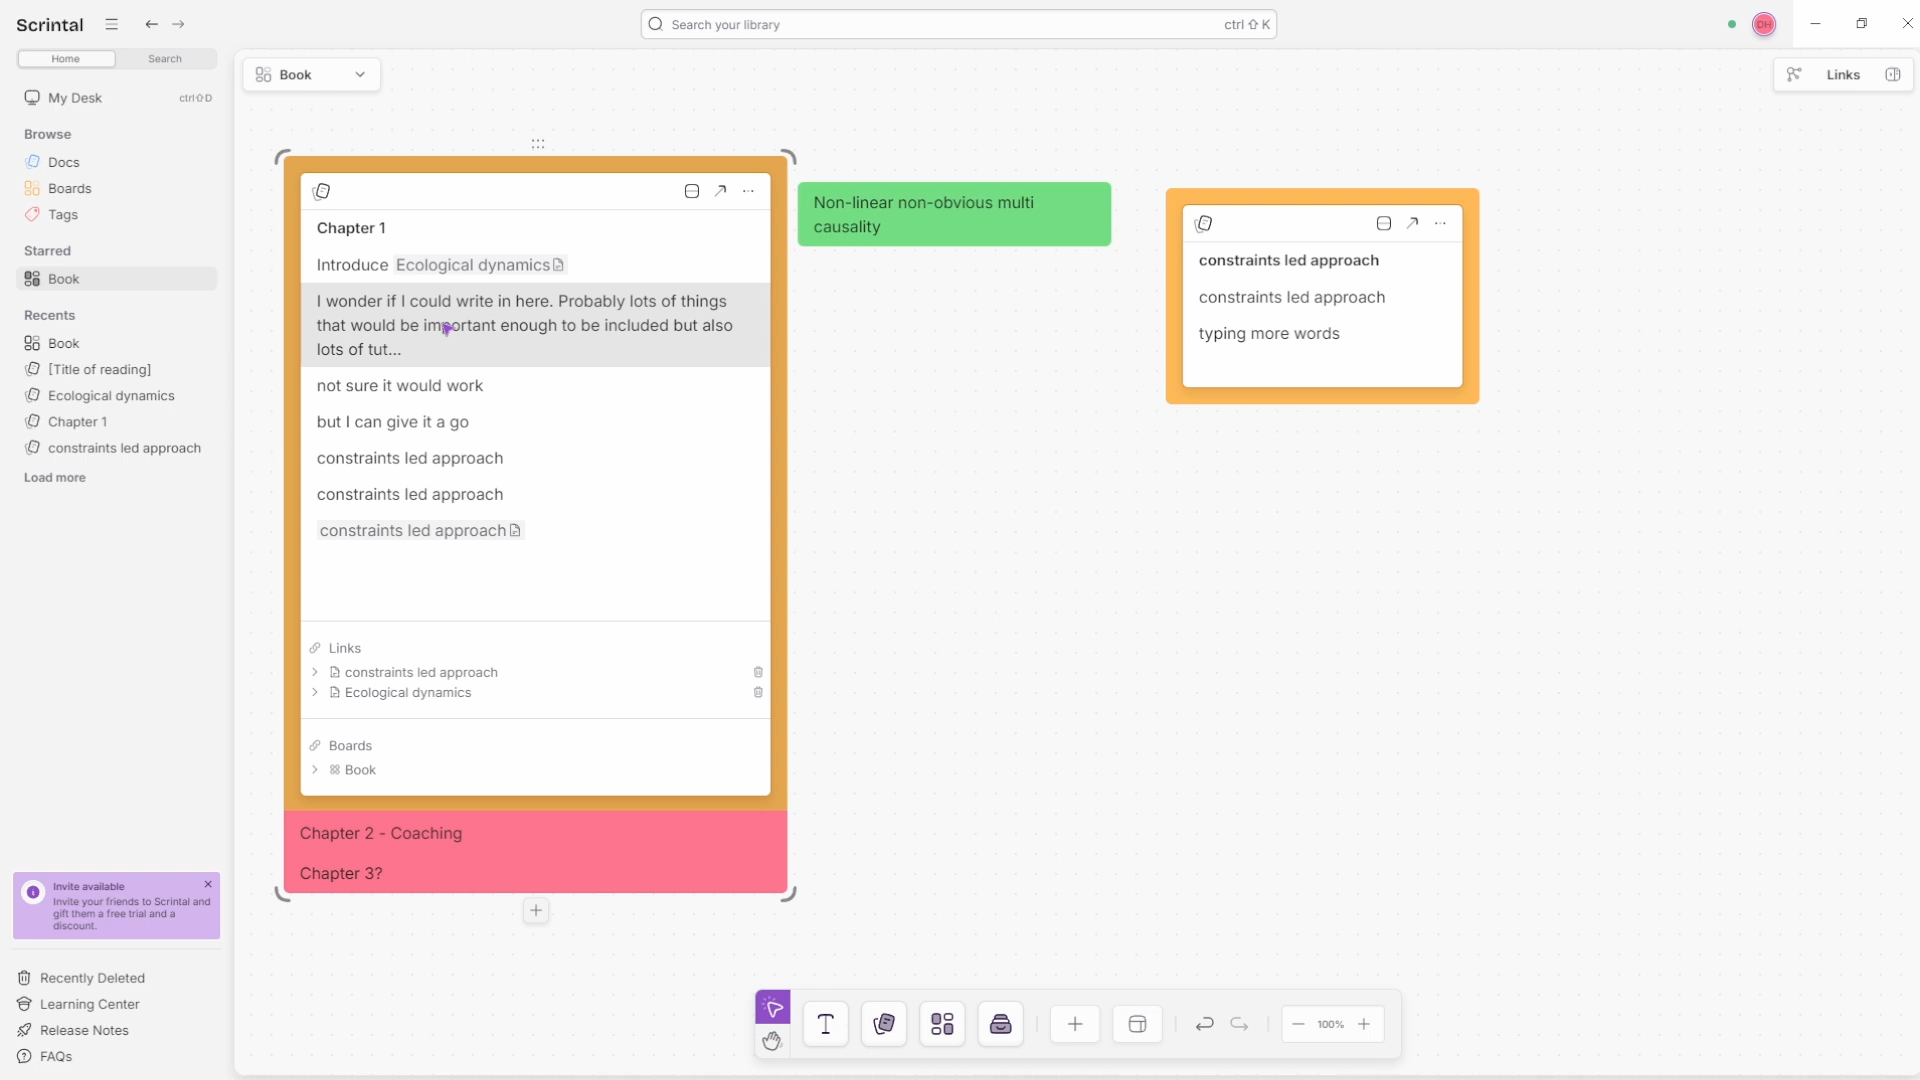 Scrintal
Search your library
ctrl ⇧ K
DH
Home
Search
My Desk
ctrl⇧D
Browse
Docs
Boards
Tags
Starred
Book
Recents
Book
[Title of reading]
Ecological dynamics
Chapter 1
constraints led approach
Load more
Invite available
Invite your friends to Scrintal and
gift them a free trial and a
discount.
Recently Deleted
Learning Center
Release Notes
FAQs
Book
Links
Chapter 1
Introduce Ecological dynamics
I wonder if I could write in here. Probably lots of things
that would be important enough to be included but also
lots of tut...
not sure it would work
but I can give it a go
constraints led approach
constraints led approach
constraints led approach
Links
constraints led approach
Ecological dynamics
Boards
Book
Chapter 2 - Coaching
Chapter 3?
Non-linear non-obvious multi
causality
constraints led approach
constraints led approach
typing more words
100%